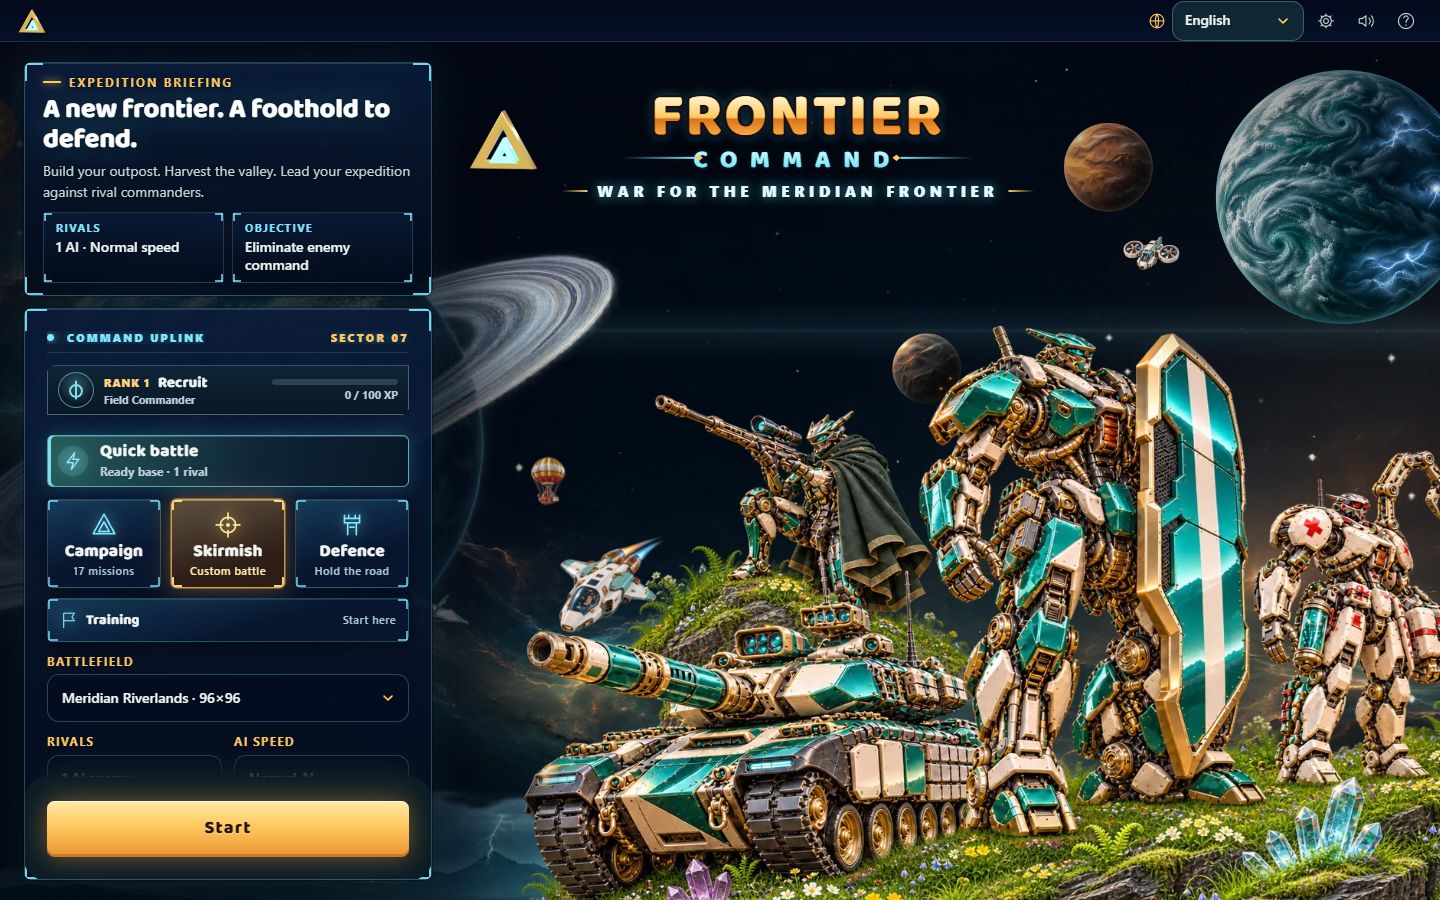 English
EXPEDITION BRIEFING
A new frontier. A foothold to
defend.
Build your outpost. Harvest the valley. Lead your expedition
against rival commanders.
RIVALS
1 AI · Normal speed
OBJECTIVE
Eliminate enemy
command
COMMAND UPLINK
SECTOR 07
RANK 1 Recruit
Field Commander
0 / 100 XP
Quick battle
Ready base · 1 rival
Campaign
17 missions
Skirmish
Custom battle
Defence
Hold the road
Training
Start here
BATTLEFIELD
Meridian Riverlands · 96×96
RIVALS
AI SPEED
Start
FRONTIER
COMMAND
WAR FOR THE MERIDIAN FRONTIER